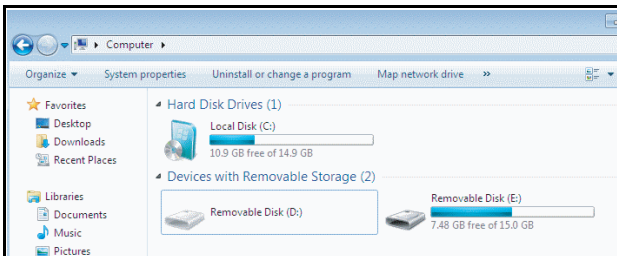 Computer
Organize System properties Uninstall or change a program Map network drive »
Favorites
Desktop
Downloads
Recent Places
Libraries
Documents
Music
Pictures
Hard Disk Drives (1)
Local Disk (C:)
10.9 GB free of 14.9 GB
Devices with Removable Storage (2)
Removable Disk (D:)
Removable Disk (E:)
7.48 GB free of 15.0 GB